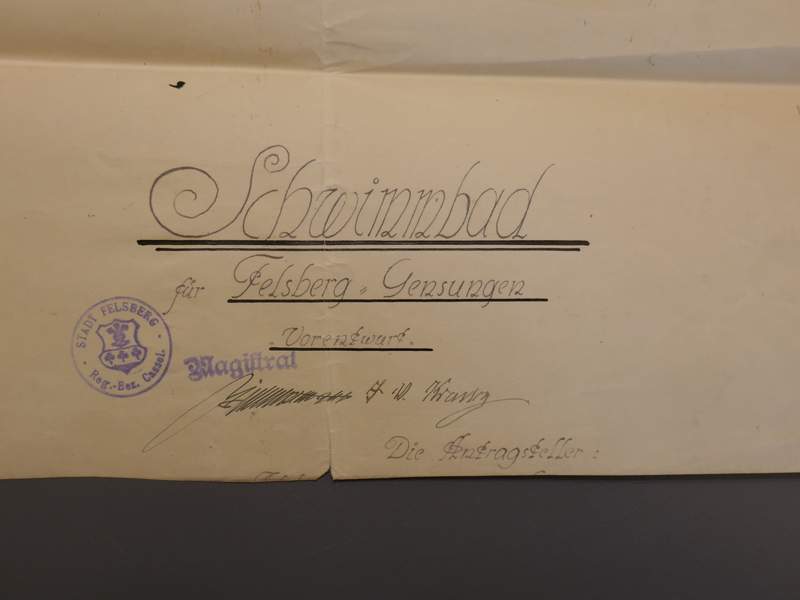 Schwimmbad
für Felsberg = Gensungen
Vorentwurf.
STADT FELSBERG
Reg.-Bez. Cassel.
Magistrat
Die Antragsteller: